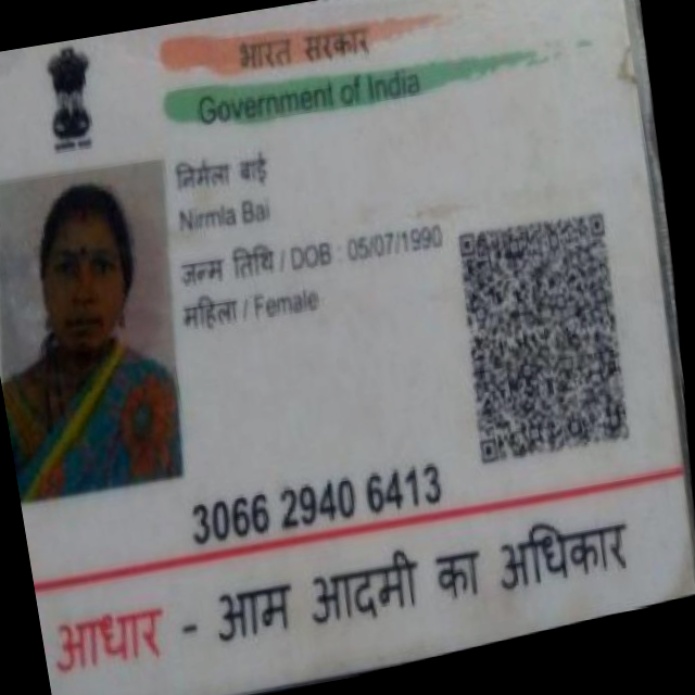 भारत सरकार
Government of India
निर्मला बाई
Nirmla Bai
जन्म तिथि / DOB : 05/07/1990
महिला / Female
3066 2940 6413
आधार - आम आदमी का अधिकार